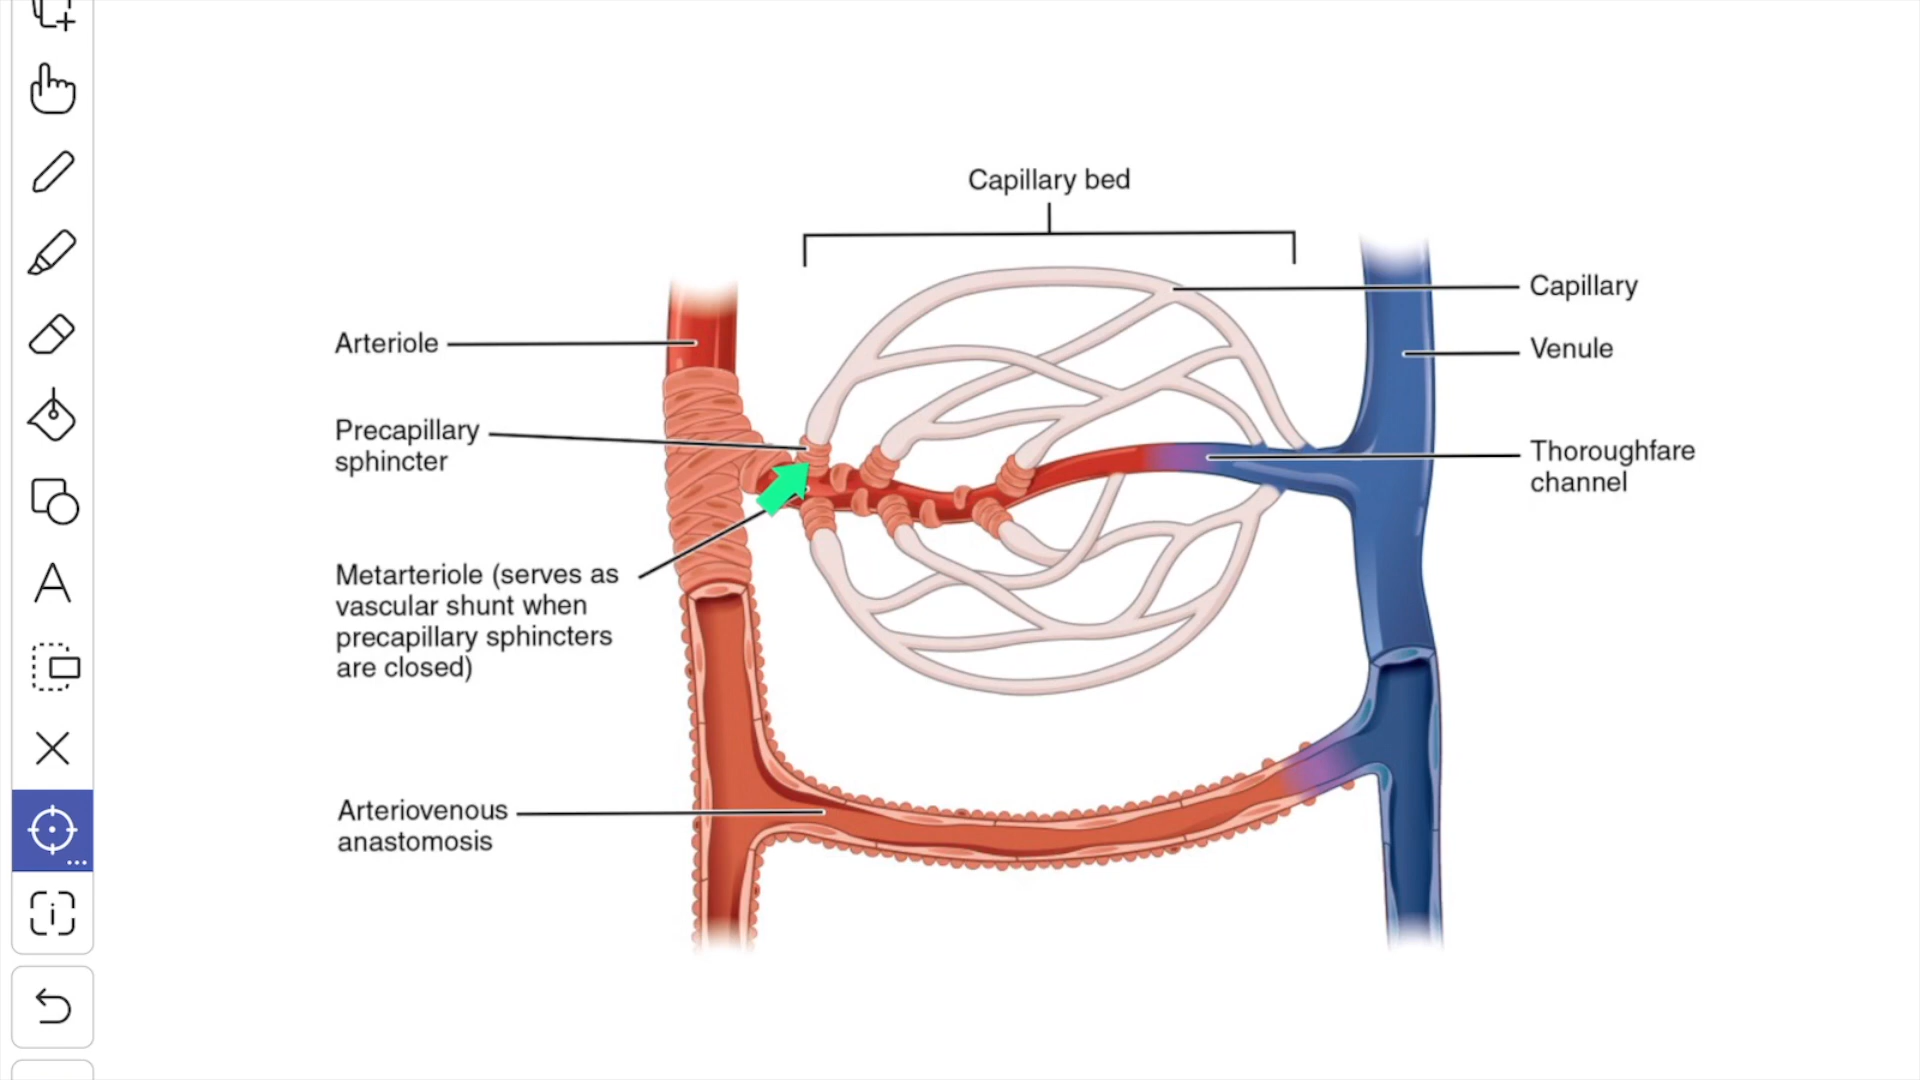 Capillary bed
Capillary
Arteriole
Venule
Precapillary
sphincter
Thoroughfare
channel
Metarteriole (serves as
vascular shunt when
precapillary sphincters
are closed)
Arteriovenous
anastomosis